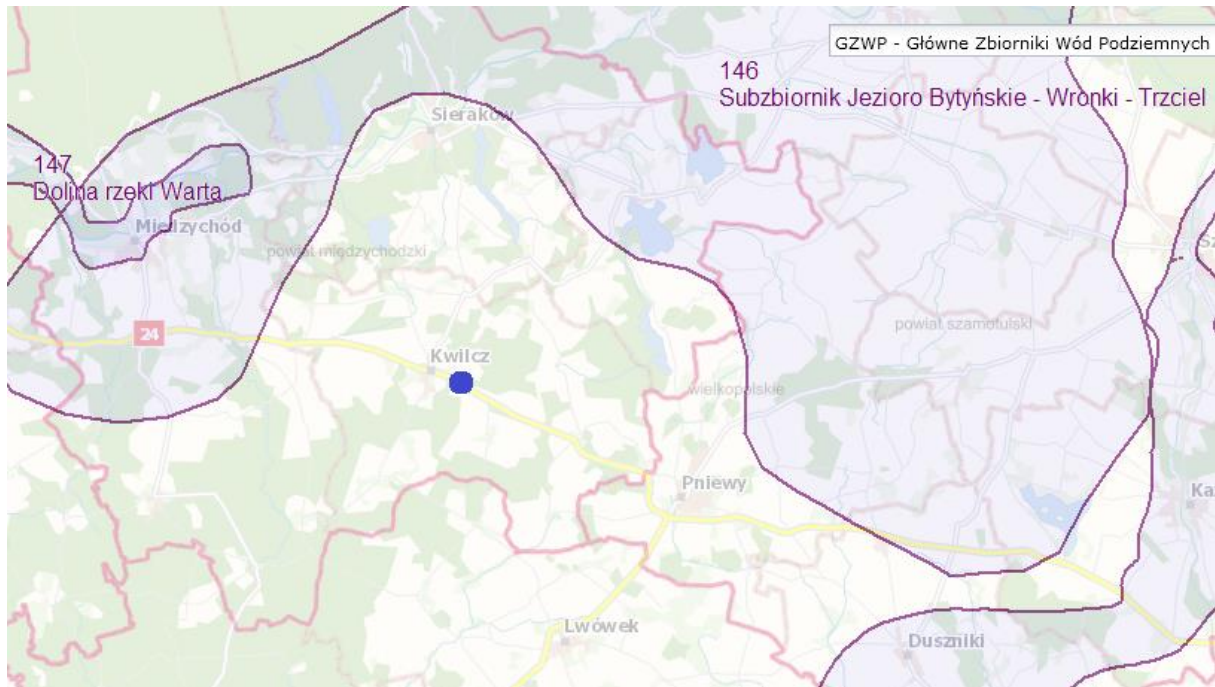 GZWP - Główne Zbiorniki Wód Podziemnych
146
Subzbiornik Jezioro Bytyńskie - Wronki - Trzciel
Sieraków
147
Dolina rzeki Warta
Międzychód
powiat międzychodzki
24
powiat szamotulski
Kwilcz
wielkopolskie
Pniewy
Lwówek
Duszniki